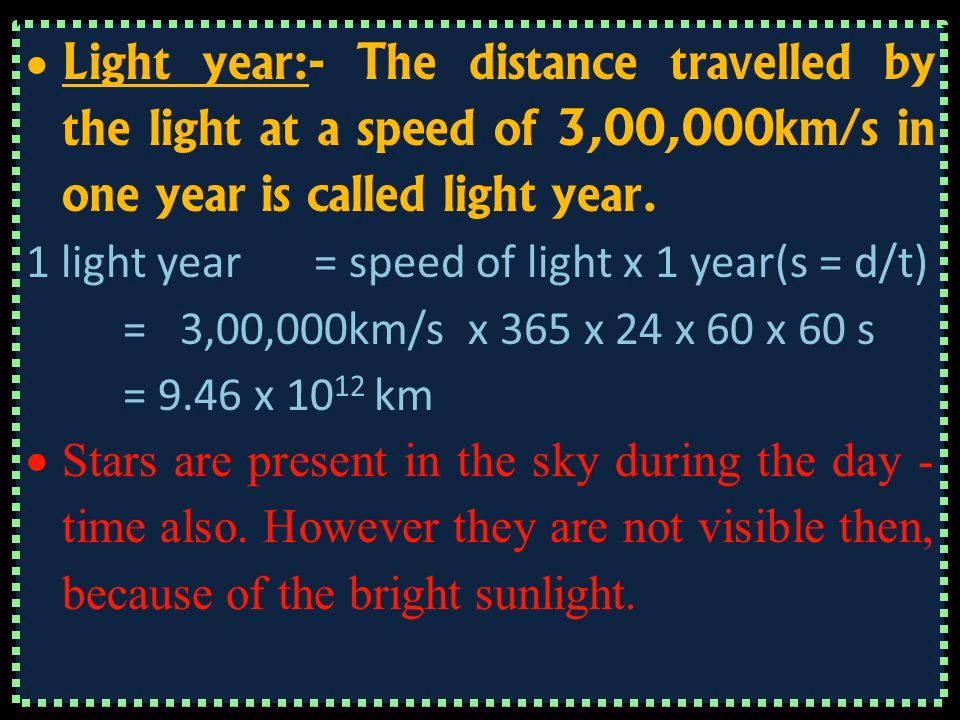 • Light year:- The distance travelled by
the light at a speed of 3,00,000km/s in
one year is called light year.
1 light year = speed of light x 1 year(s = d/t)
= 3,00,000km/s x 365 x 24 x 60 x 60 s
= 9.46 x 10¹² km
• Stars are present in the sky during the day -
time also. However they are not visible then,
because of the bright sunlight.